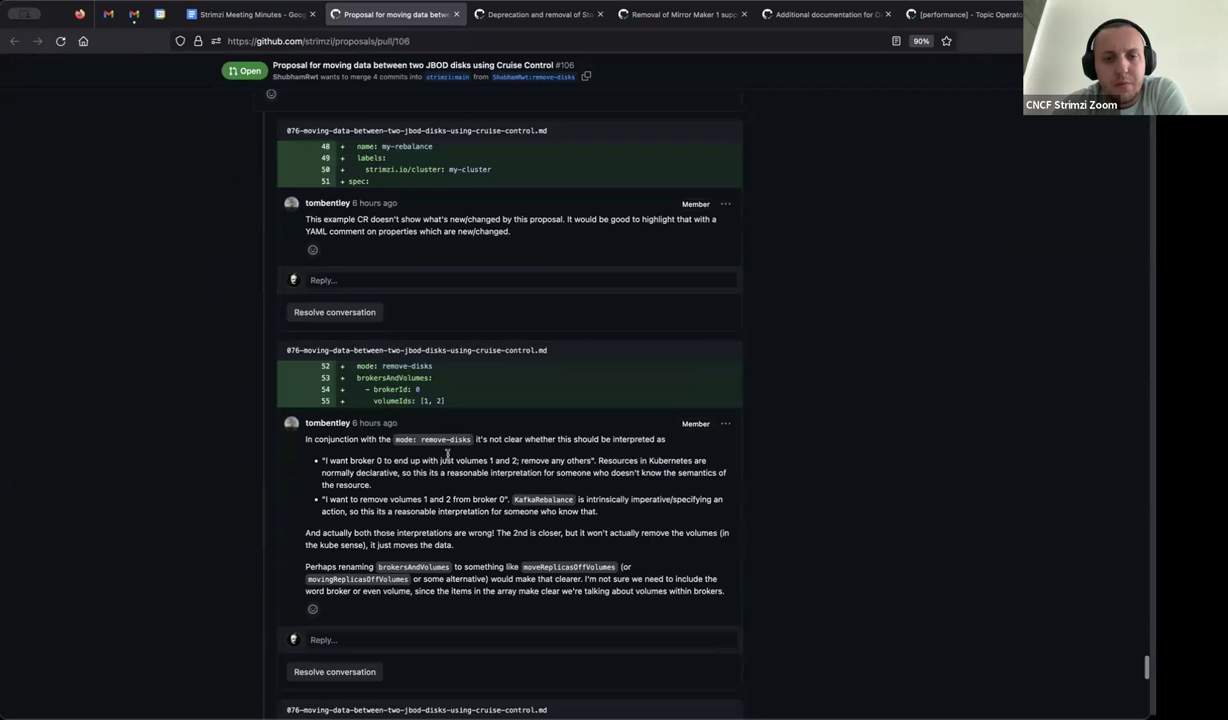 Strimzi Meeting Minutes - Goog
Proposal for moving data betwe
Deprecation and removal of Sto
Removal of Mirror Maker 1 supp
Additional documentation for O
[performance] - Topic Operato
https://github.com/strimzi/proposals/pull/106
90%
Open
Proposal for moving data between two JBOD disks using Cruise Control #106
ShubhamRwt wants to merge 4 commits into strimzi:main from ShubhamRwt:remove-disks
CNCF Strimzi Zoom
076-moving-data-between-two-jbod-disks-using-cruise-control.md
48 + name: my-rebalance
49 + labels:
50 + strimzi.io/cluster: my-cluster
51 + spec:
tombentley 6 hours ago
Member
This example CR doesn't show what's new/changed by this proposal. It would be good to highlight that with a
YAML comment on properties which are new/changed.
Reply...
Resolve conversation
076-moving-data-between-two-jbod-disks-using-cruise-control.md
52 + mode: remove-disks
53 + brokersAndVolumes:
54 + - brokerId: 0
55 + volumeIds: [1, 2]
tombentley 6 hours ago
Member
In conjunction with the mode: remove-disks it's not clear whether this should be interpreted as
• "I want broker 0 to end up with just volumes 1 and 2; remove any others". Resources in Kubernetes are
normally declarative, so this its a reasonable interpretation for someone who doesn't know the semantics of
the resource.
• "I want to remove volumes 1 and 2 from broker 0". KafkaRebalance is intrinsically imperative/specifying an
action, so this its a reasonable interpretation for someone who know that.
And actually both those interpretations are wrong! The 2nd is closer, but it won't actually remove the volumes (in
the kube sense), it just moves the data.
Perhaps renaming brokersAndVolumes to something like moveReplicasOffVolumes (or
movingReplicasOffVolumes or some alternative) would make that clearer. I'm not sure we need to include the
word broker or even volume, since the items in the array make clear we're talking about volumes within brokers.
Reply...
Resolve conversation
076-moving-data-between-two-jbod-disks-using-cruise-control.md